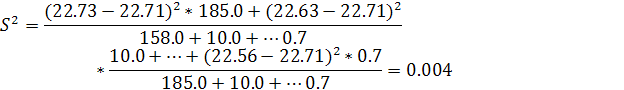 S² = (22.73 − 22.71)² * 185.0 + (22.63 − 22.71)²
158.0 + 10.0 + ⋯ 0.7
* 10.0 + ⋯ + (22.56 − 22.71)² * 0.7
185.0 + 10.0 + ⋯ 0.7 = 0.004